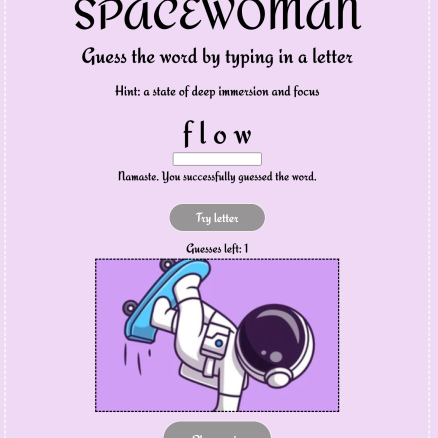 SPACEWOMAN
Guess the word by typing in a letter
Hint: a state of deep immersion and focus
f l o w
Namaste. You successfully guessed the word.
Try letter
Guesses left: 1